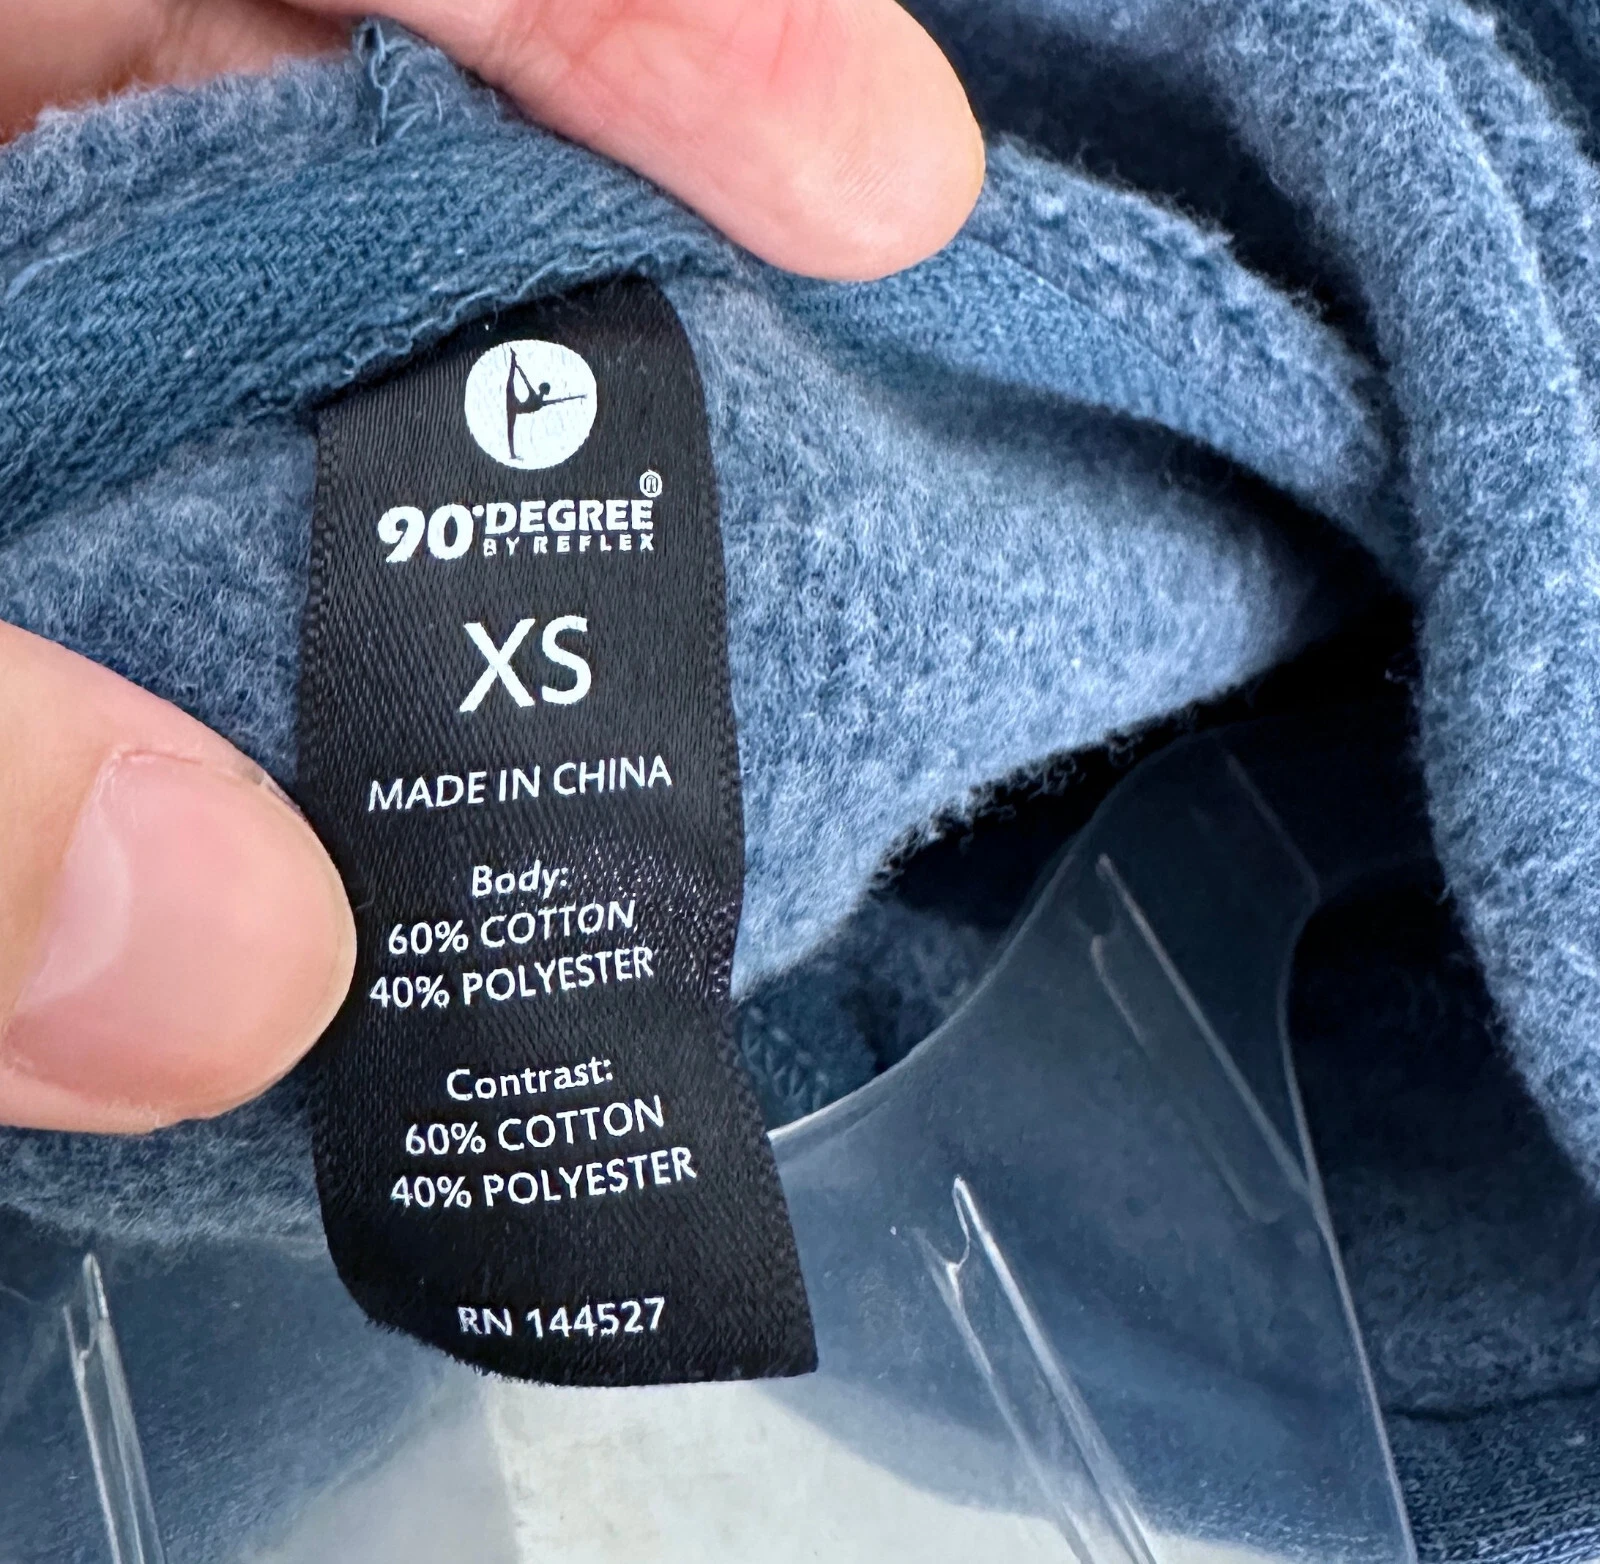 90°DEGREE®
BY REFLEX
XS
MADE IN CHINA
Body:
60% COTTON
40% POLYESTER
Contrast:
60% COTTON
40% POLYESTER
RN 144527